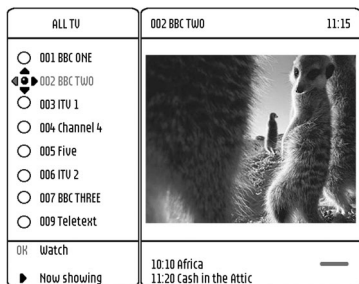 ALL TV
001 BBC ONE
002 BBC TWO
003 ITV 1
004 Channel 4
005 Five
006 ITV 2
007 BBC THREE
009 Teletext
OK Watch
Now showing
002 BBC TWO 11:15
10:10 Africa
11:20 Cash in the Attic